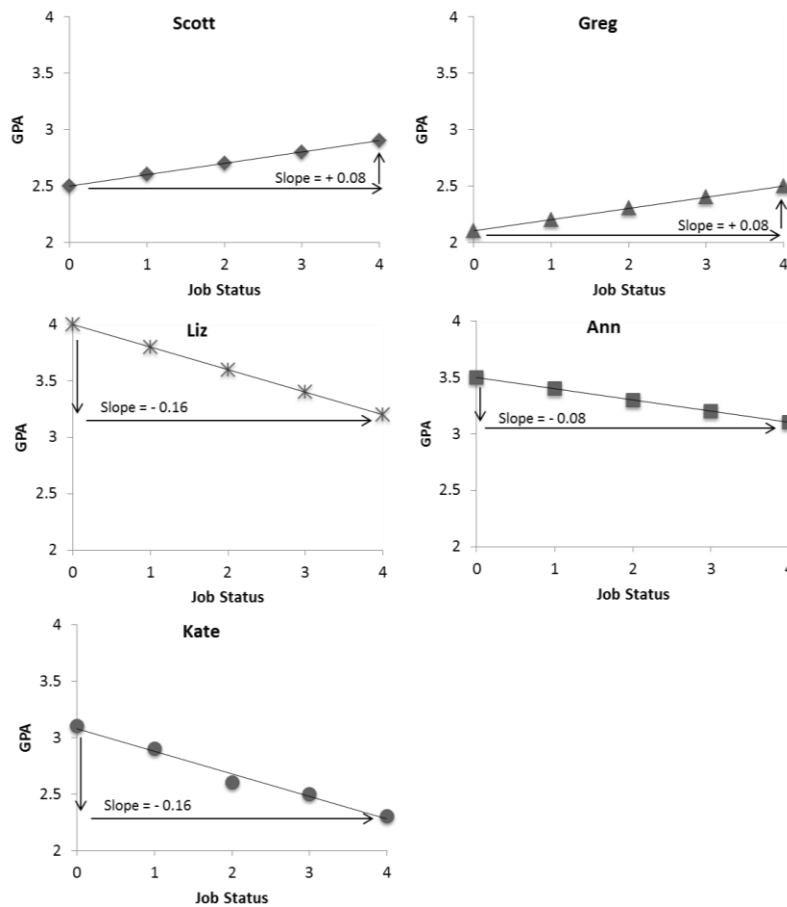 Scott
4
3.5
3
2.5
2
GPA
Slope = + 0.08
0 1 2 3 4
Job Status
Greg
4
3.5
3
2.5
2
GPA
Slope = + 0.08
0 1 2 3 4
Job Status
Liz
4
3.5
3
2.5
2
GPA
Slope = - 0.16
0 1 2 3 4
Job Status
Ann
4
3.5
3
2.5
2
GPA
Slope = - 0.08
0 1 2 3 4
Job Status
Kate
4
3.5
3
2.5
2
GPA
Slope = - 0.16
0 1 2 3 4
Job Status